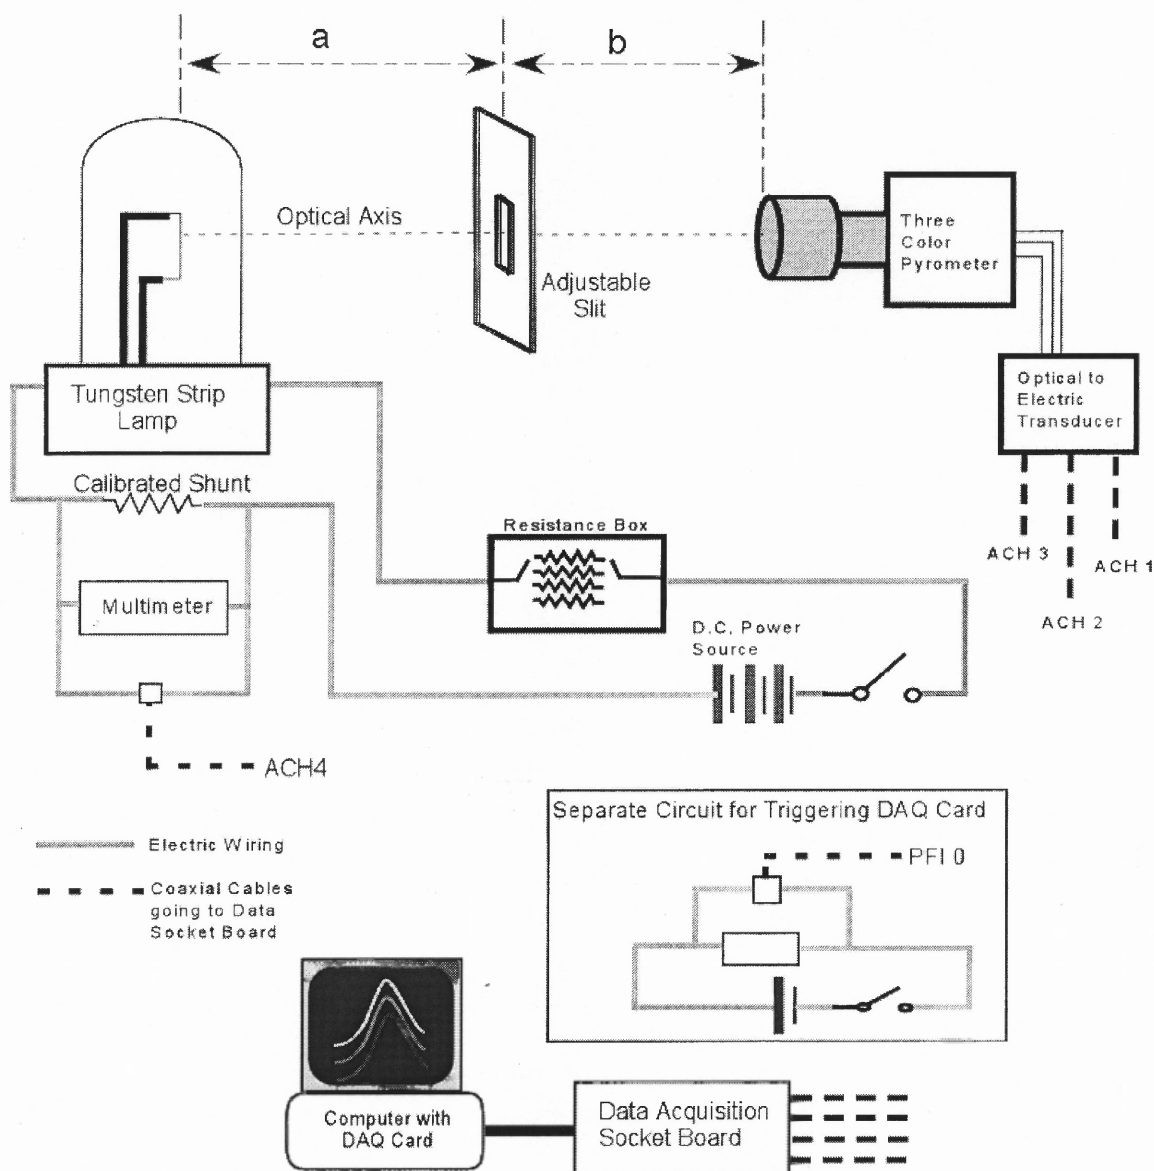 a
b
Optical Axis
Adjustable
Slit
Three
Color
Pyrometer
Tungsten Strip
Lamp
Optical to
Electric
Transducer
Calibrated Shunt
Resistance Box
ACH 3
ACH 1
ACH 2
Multimeter
D.C. Power
Source
ACH4
Separate Circuit for Triggering DAQ Card
PFI 0
Electric Wiring
Coaxial Cables
going to Data
Socket Board
Computer with
DAQ Card
Data Acquisition
Socket Board